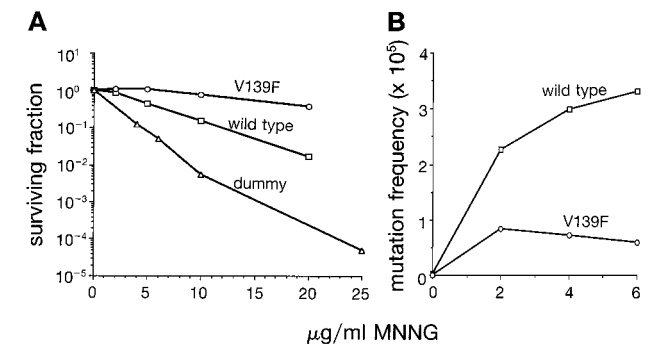 A
surviving fraction
10¹
10⁰
10⁻¹
10⁻²
10⁻³
10⁻⁴
10⁻⁵
V139F
wild type
dummy
0 5 10 15 20 25
B
mutation frequency (x 10⁵)
4
3
2
1
0
wild type
V139F
0 2 4 6
μg/ml MNNG